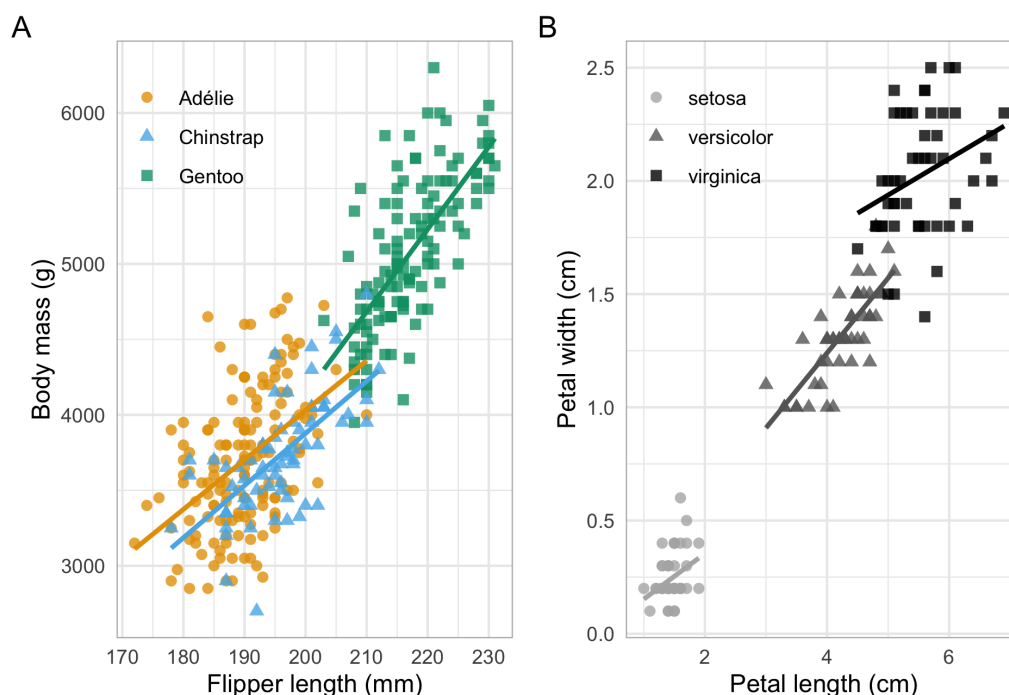 A
Body mass (g)
6000
5000
4000
3000
Adélie
Chinstrap
Gentoo
170 180 190 200 210 220 230
Flipper length (mm)
B
Petal width (cm)
2.5
2.0
1.5
1.0
0.5
0.0
setosa
versicolor
virginica
2 4 6
Petal length (cm)